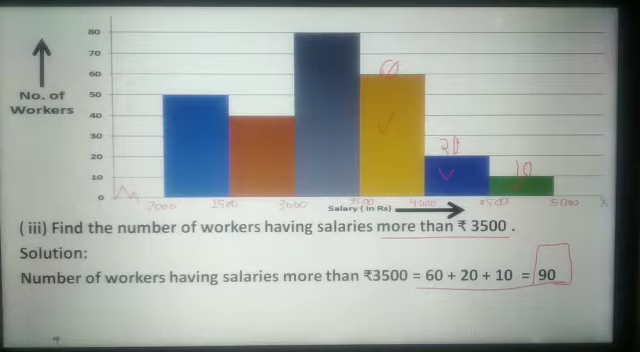 80
70
60
No. of
50
Workers
40
30
20
10
0
60
20
10
2000 2500 3000 3500 4000 4500 5000 X
Salary ( in Rs)
( iii) Find the number of workers having salaries more than ₹ 3500 .
Solution:
Number of workers having salaries more than ₹3500 = 60 + 20 + 10 = 90